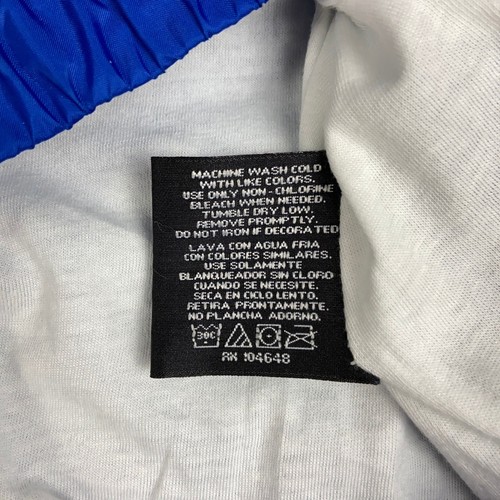 MACHINE WASH COLD
WITH LIKE COLORS.
USE ONLY NON-CHLORINE
BLEACH WHEN NEEDED.
TUMBLE DRY LOW.
REMOVE PROMPTLY.
DO NOT IRON IF DECORATED
LAVA CON AGUA FRIA
CON COLORES SIMILARES.
USE SOLAMENTE
BLANQUEADOR SIN CLORO
CUANDO SE NECESITE.
SECA EN CICLO LENTO.
RETIRA PRONTAMENTE.
NO PLANCHA ADORNO.
30C
RN 104648